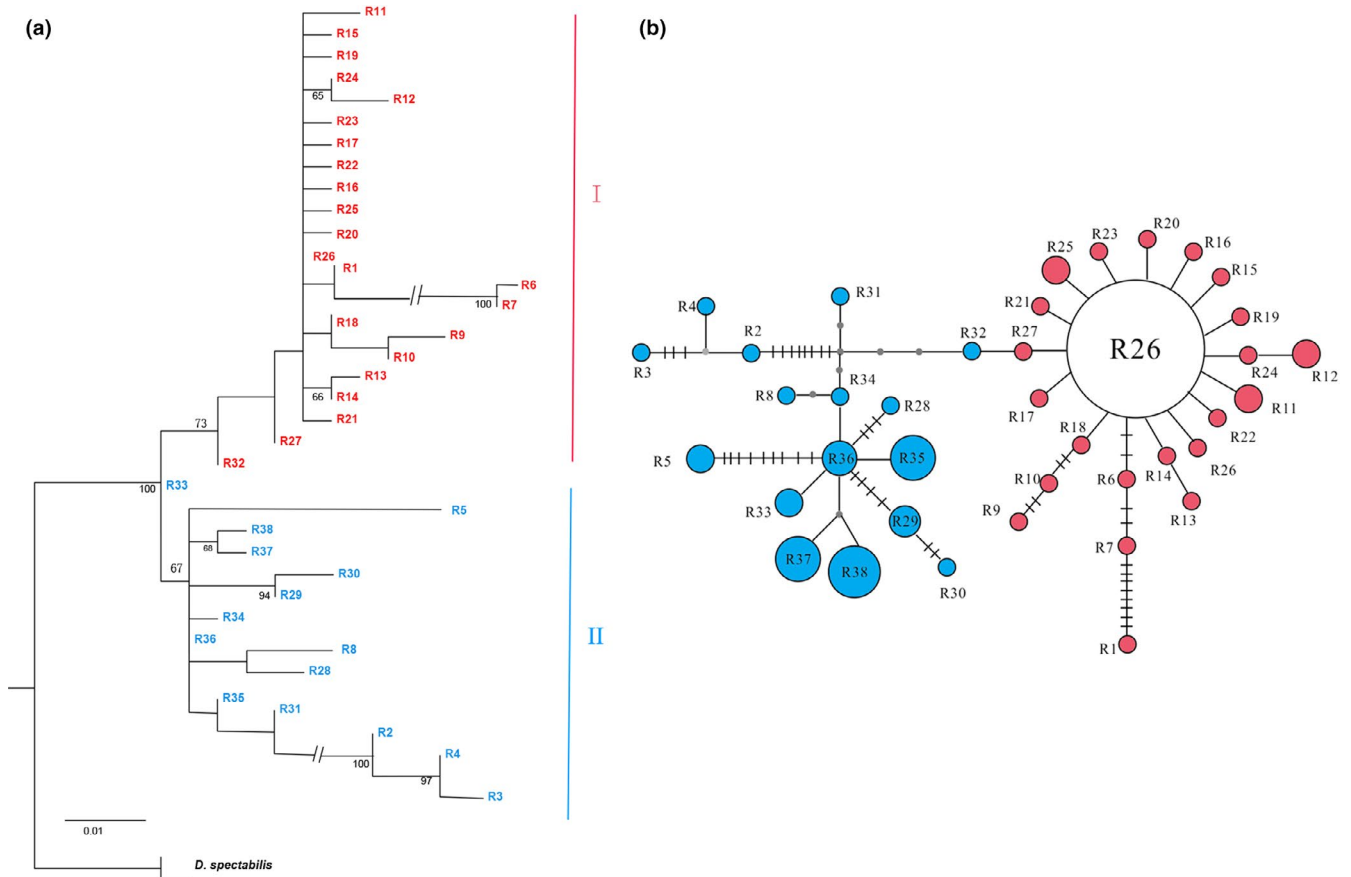 (a)
R11
R15
R19
R24
65
R12
R23
R17
R22
R16
R25
R20
R26
R1
R6
100
R7
R18
R9
R10
R13
66
R14
R21
73
R27
R32
I
100
R33
R5
R38
68
R37
67
R30
94
R29
R34
R36
R8
R28
R35
R31
R2
100
R4
97
R3
II
0.01
D. spectabilis
(b)
R20
R23
R16
R25
R15
R4
R31
R21
R19
R2
R32
R27
R26
R24
R12
R3
R34
R8
R28
R17
R11
R18
R22
R5
R36
R35
R14
R26
R10
R6
R33
R29
R9
R13
R7
R37
R38
R30
R1